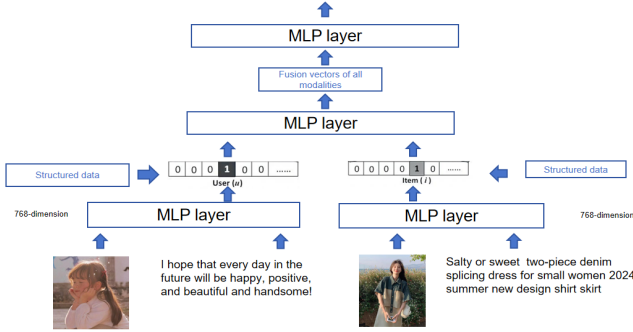 MLP layer
Fusion vectors of all
modalities
MLP layer
Structured data
0 0 0 1 0 0 ......
User (u)
0 0 0 0 1 0 ......
Item ( i )
Structured data
768-dimension
MLP layer
MLP layer
768-dimension
I hope that every day in the
future will be happy, positive,
and beautiful and handsome!
Salty or sweet two-piece denim
splicing dress for small women 2024
summer new design shirt skirt